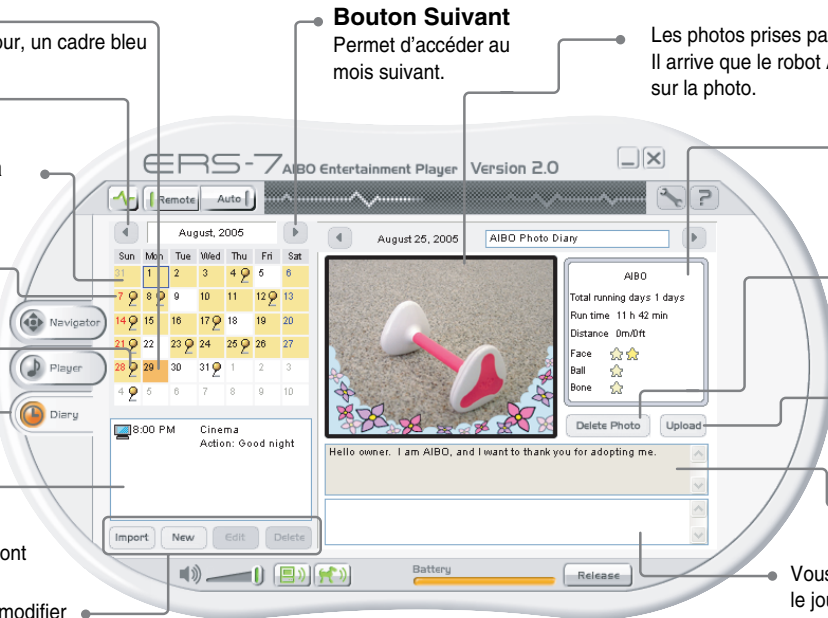 our, un cadre bleu
Bouton Suivant
Permet d’accéder au
mois suivant.
Les photos prises pa
Il arrive que le robot
sur la photo.
ERS-7 AIBO Entertainment Player Version 2.0
Remote Auto
August, 2005
Sun Mon Tue Wed Thu Fri Sat
31 1 2 3 4 5 6
7 8 9 10 11 12 13
14 15 16 17 18 19 20
21 22 23 24 25 26 27
28 29 30 31 1 2 3
4 5 6 7 8 9 10
Navigator
Player
Diary
8:00 PM Cinema
Action: Good night
Import New Edit Delete
August 25, 2005 AIBO Photo Diary
AIBO
Total running days 1 days
Run time 11 h 42 min
Distance 0m/0ft
Face
Ball
Bone
Delete Photo Upload
Hello owner. I am AIBO, and I want to thank you for adopting me.
Battery
Release
ont
modifier
Vous
le jou